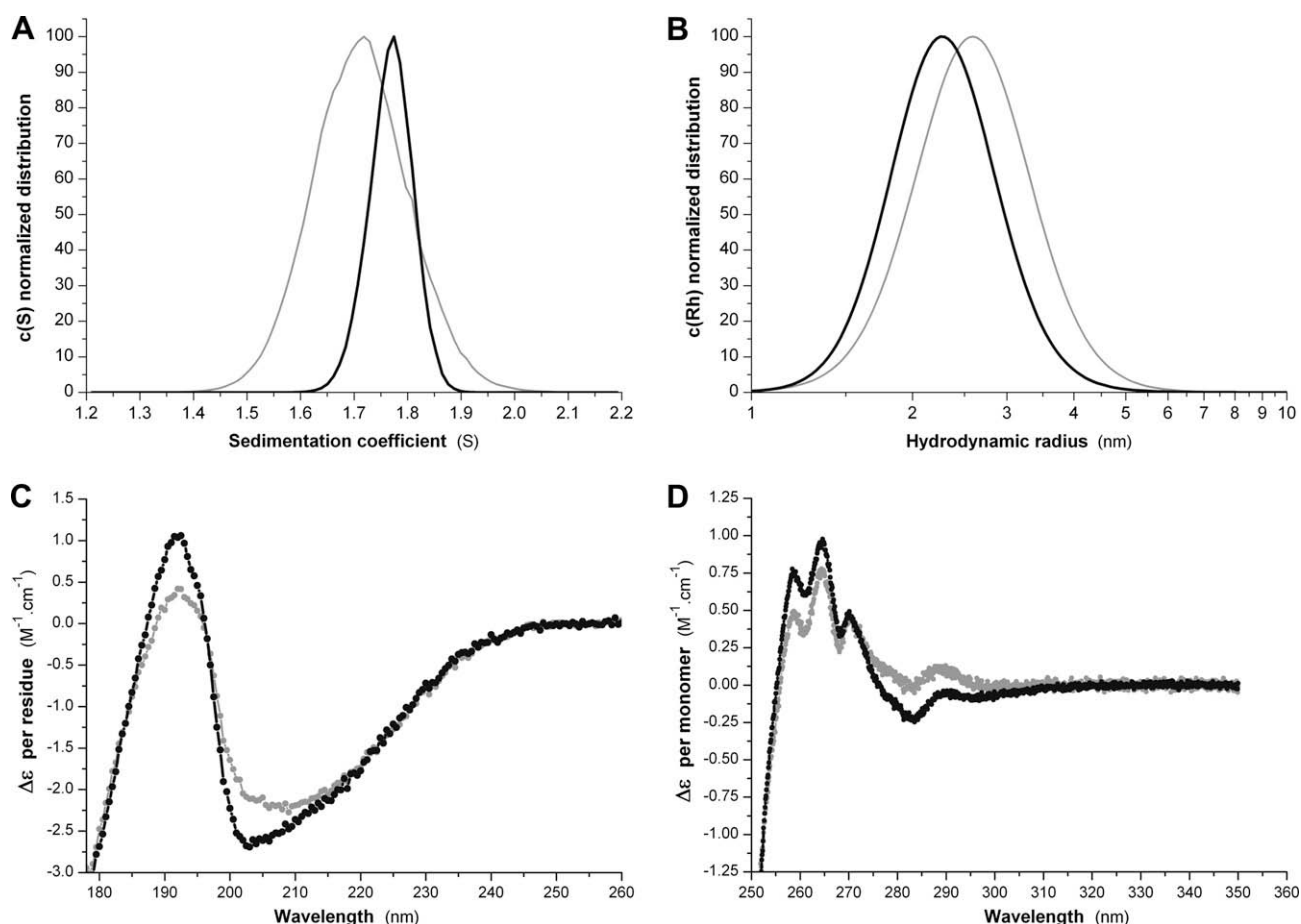 A
c(S) normalized distribution
100
90
80
70
60
50
40
30
20
10
0
1.2 1.3 1.4 1.5 1.6 1.7 1.8 1.9 2.0 2.1 2.2
Sedimentation coefficient (S)
B
c(Rh) normalized distribution
100
90
80
70
60
50
40
30
20
10
0
1 2 3 4 5 6 7 8 9 10
Hydrodynamic radius (nm)
C
Δε per residue (M⁻¹.cm⁻¹)
1.5
1.0
0.5
0.0
-0.5
-1.0
-1.5
-2.0
-2.5
-3.0
180 190 200 210 220 230 240 250 260
Wavelength (nm)
D
Δε per monomer (M⁻¹.cm⁻¹)
1.25
1.00
0.75
0.50
0.25
0.00
-0.25
-0.50
-0.75
-1.00
-1.25
250 260 270 280 290 300 310 320 330 340 350 360
Wavelength (nm)